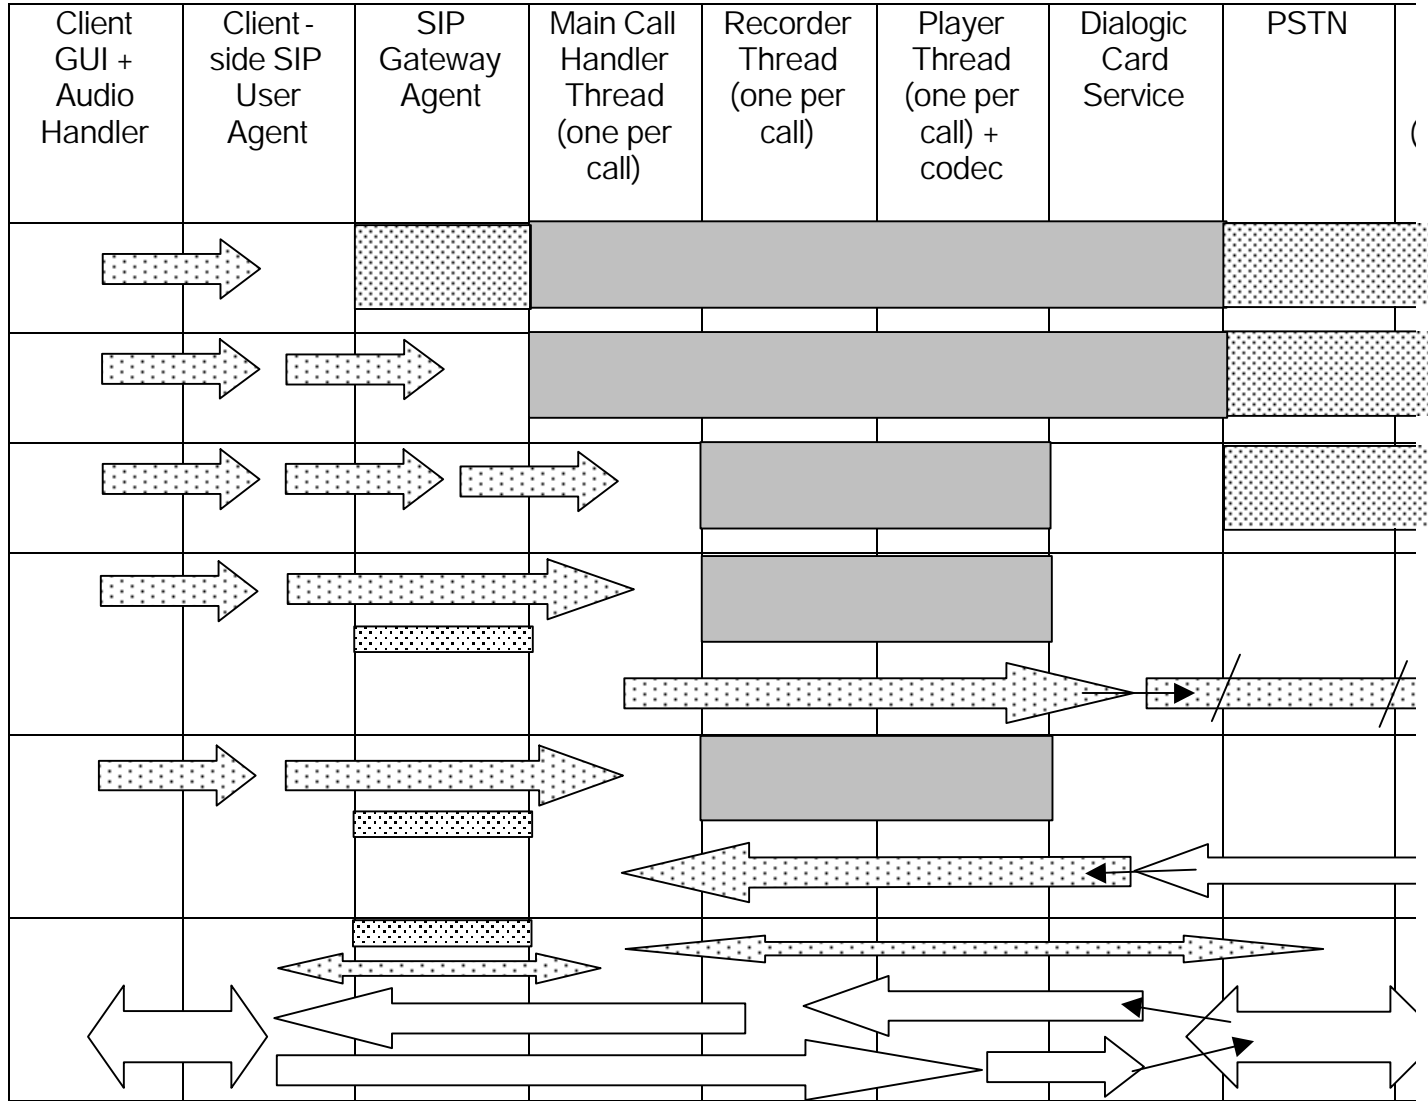 Client
GUI +
Audio
Handler
Client -
side SIP
User
Agent
SIP
Gateway
Agent
Main Call
Handler
Thread
(one per
call)
Recorder
Thread
(one per
call)
Player
Thread
(one per
call) +
codec
Dialogic
Card
Service
PSTN
(